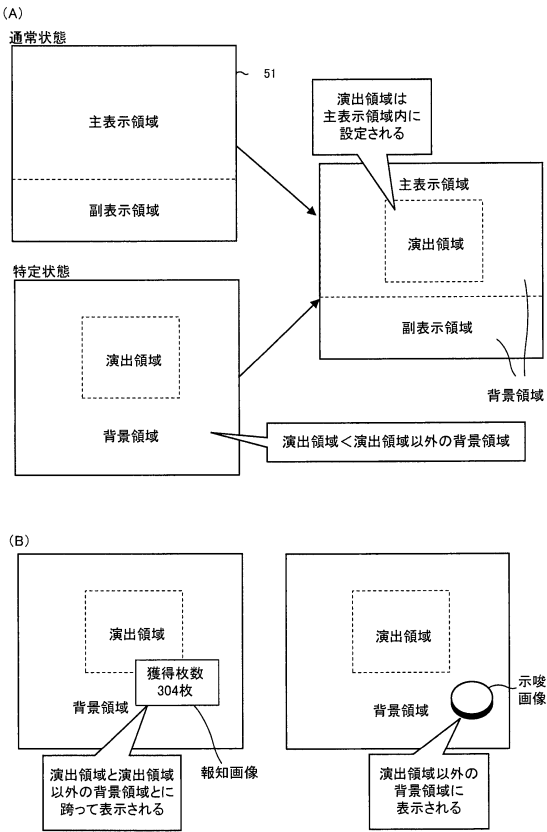 (A)
通常状態
51
主表示領域
副表示領域
演出領域は
主表示領域内に
設定される
主表示領域
演出領域
副表示領域
背景領域
特定状態
演出領域
背景領域
演出領域＜演出領域以外の背景領域
(B)
演出領域
獲得枚数
304枚
背景領域
報知画像
演出領域と演出領域
以外の背景領域とに
跨って表示される
演出領域
示唆
画像
背景領域
演出領域以外の
背景領域に
表示される